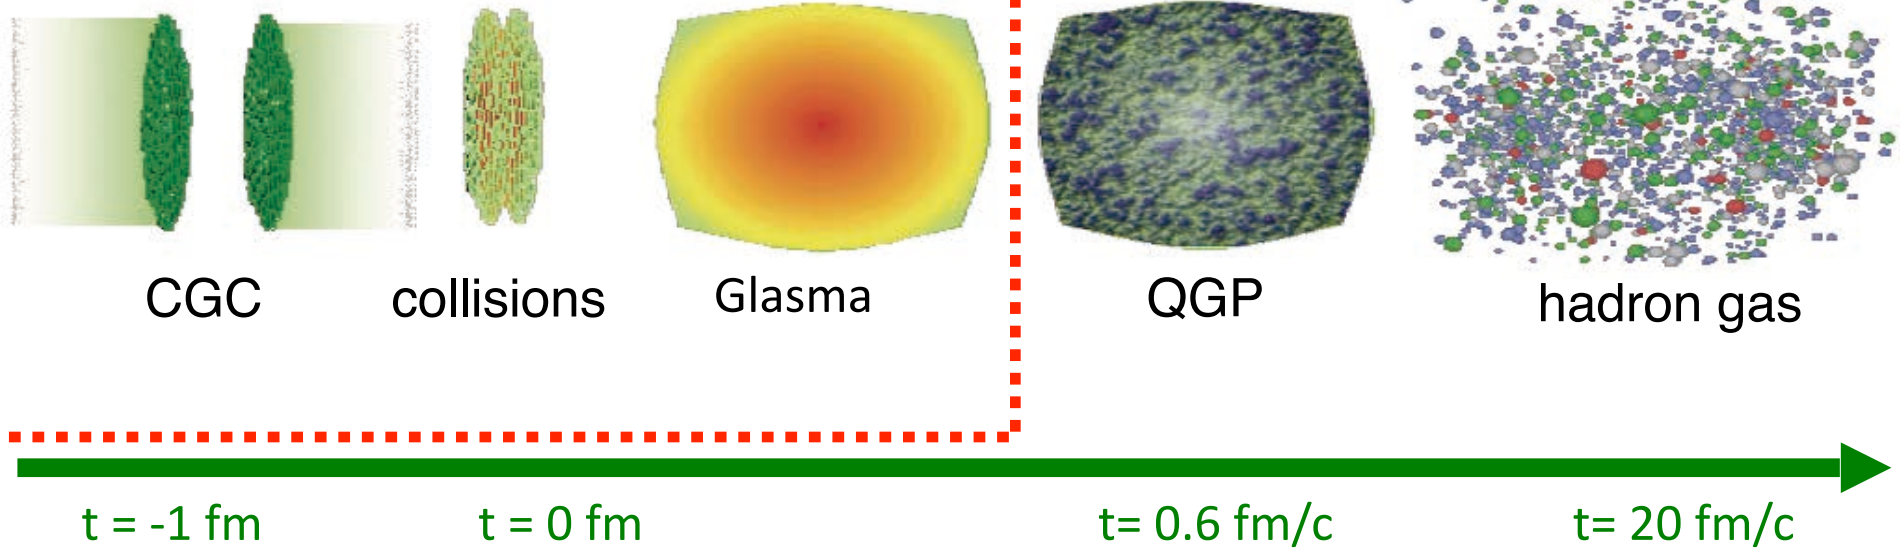 CGC
collisions
Glasma
QGP
hadron gas
t = -1 fm
t = 0 fm
t= 0.6 fm/c
t= 20 fm/c